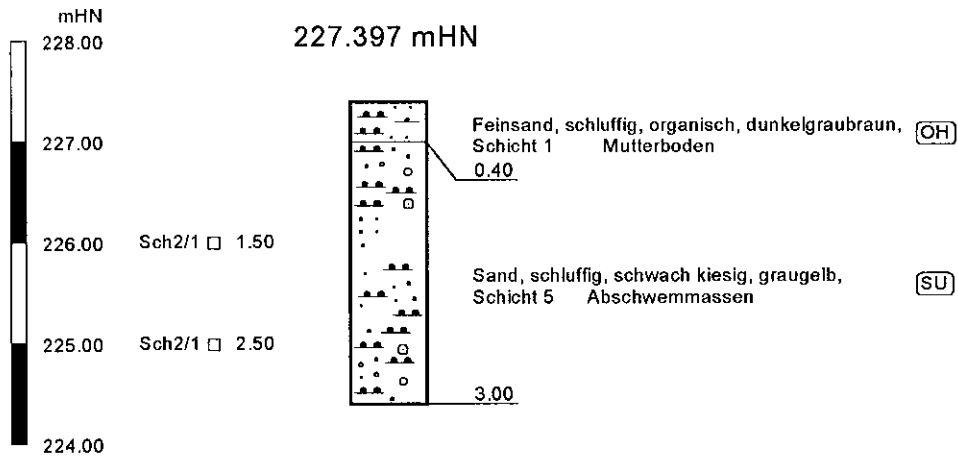 mHN
228.00
227.397 mHN
Feinsand, schluffig, organisch, dunkelgraubraun, OH
Schicht 1 Mutterboden
227.00
0.40
226.00 Sch2/1 1.50
Sand, schluffig, schwach kiesig, graugelb, SU
Schicht 5 Abschwemmassen
225.00 Sch2/1 2.50
3.00
224.00